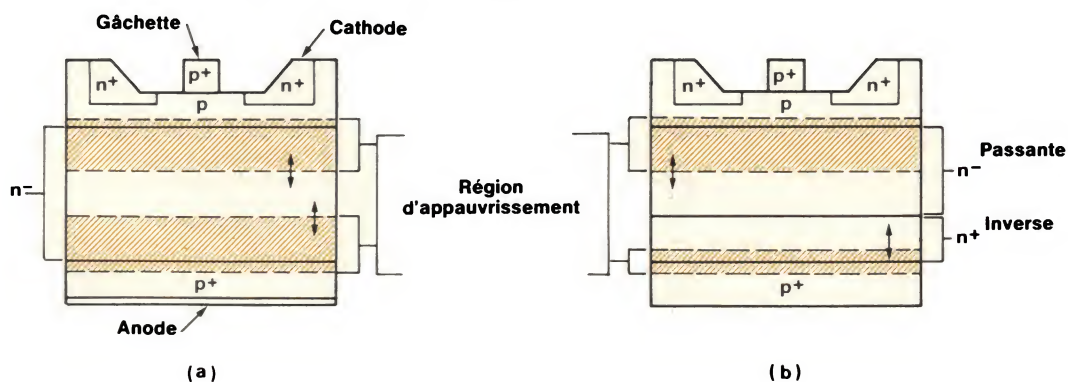 Gâchette
Cathode
n+ p+ n+
p
n−
p+
Anode
(a)
Région
d'appauvrissement
n+ p+ n+
p
Passante
n−
Inverse
n+
p+
(b)